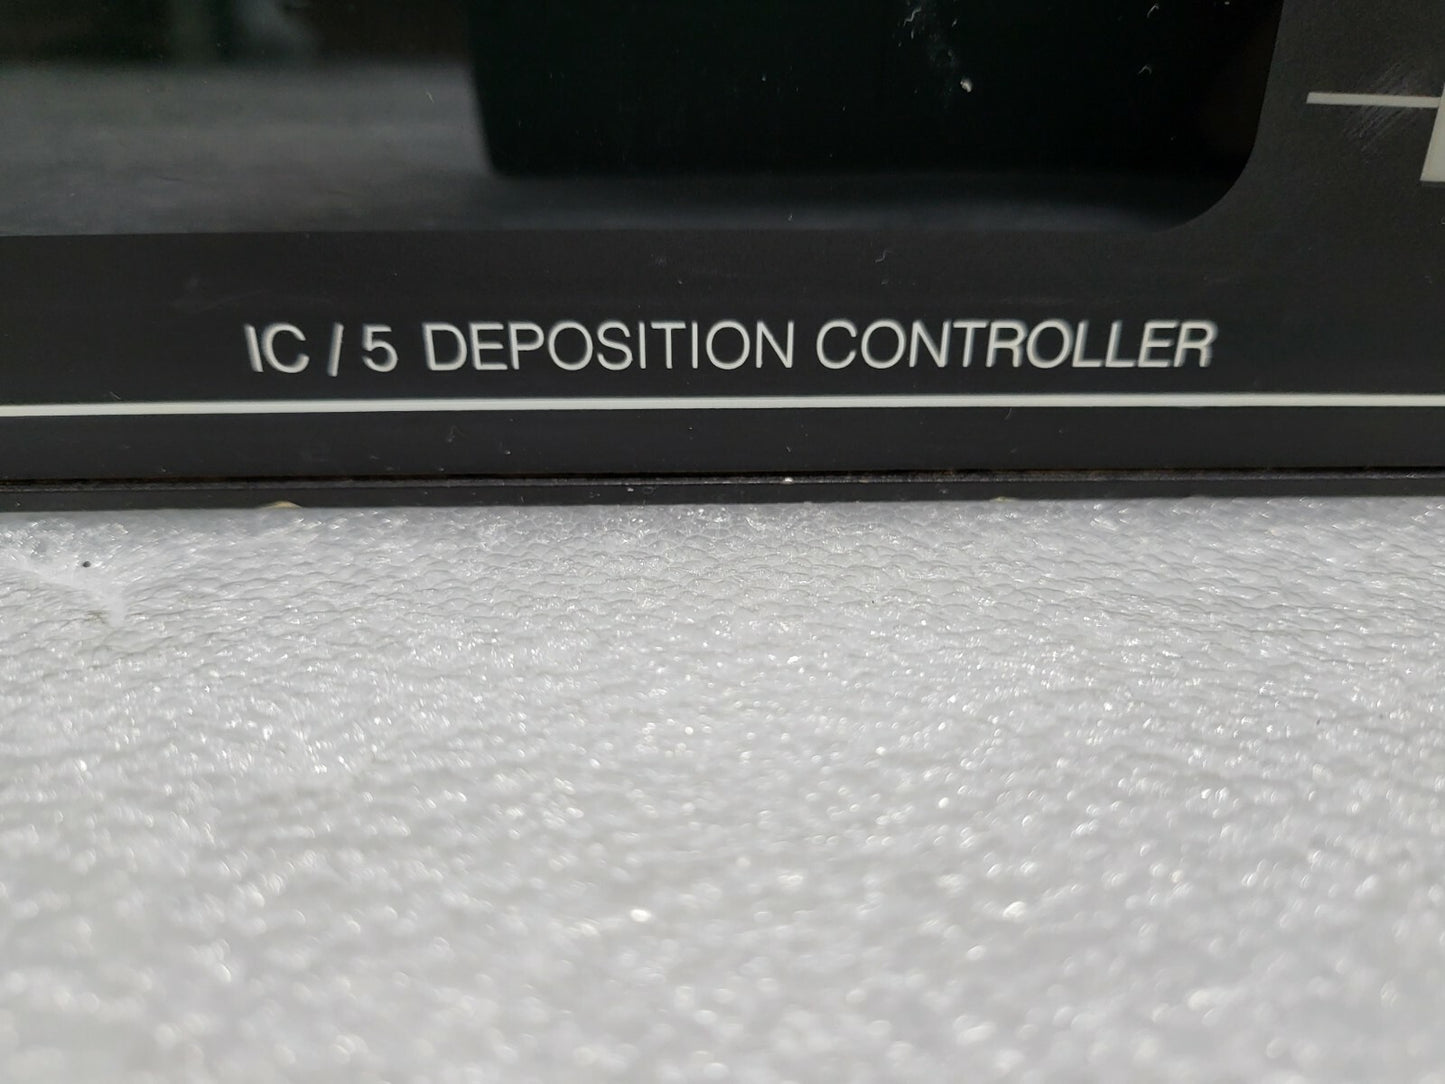 IC / 5 DEPOSITION CONTROLLER